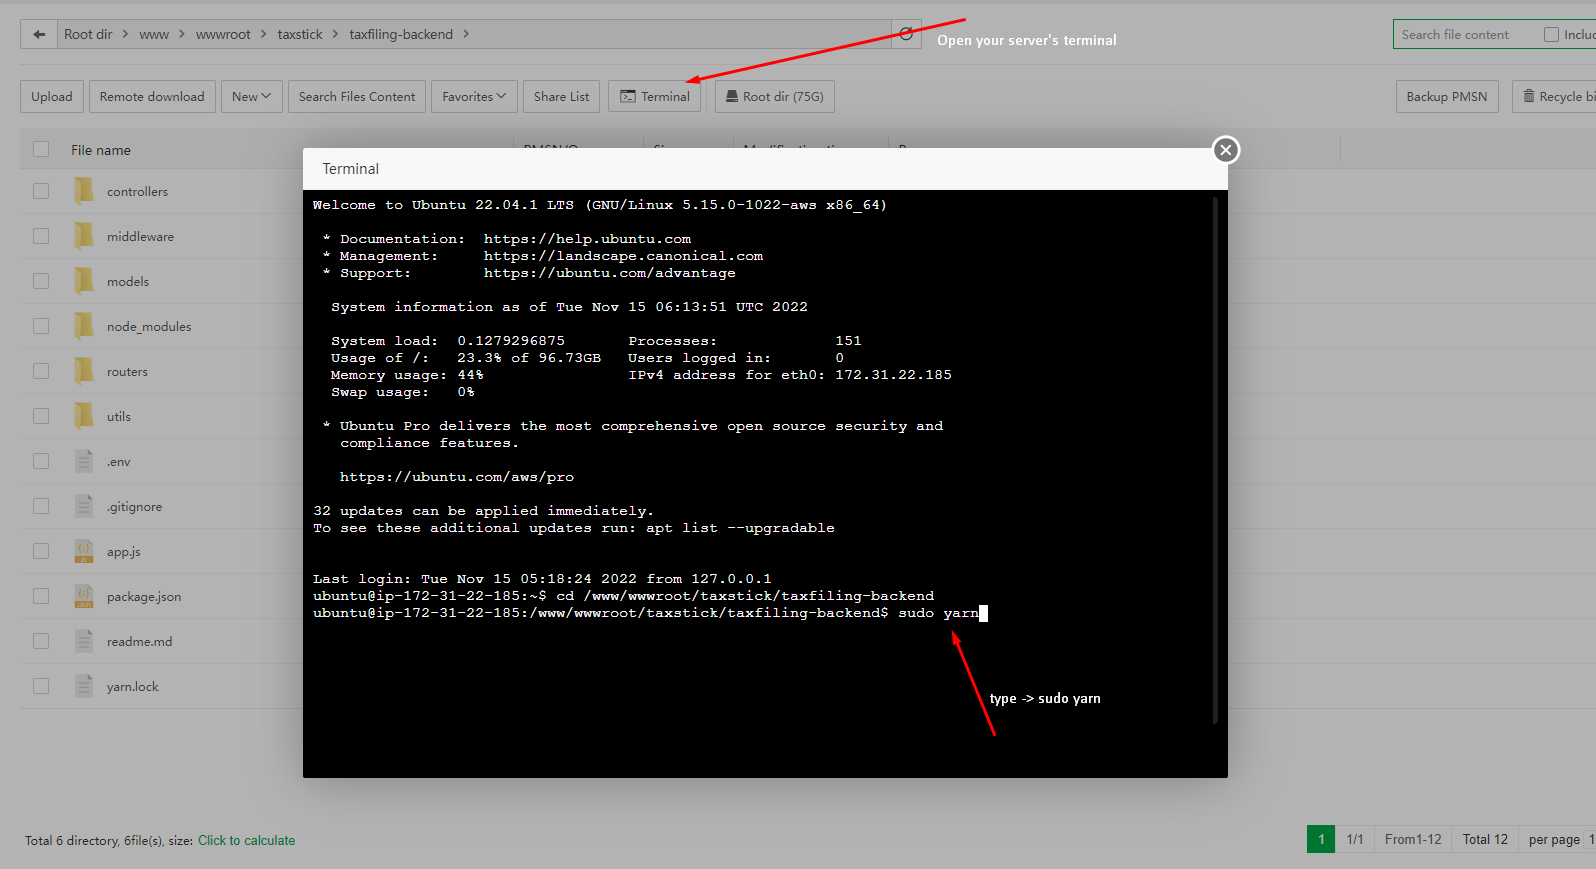 Root dir > www > wwwroot > taxstick > taxfiling-backend >
Search file content
Open your server's terminal
Upload Remote download New Search Files Content Favorites Share List Terminal Root dir (75G) Backup PMSN Recycle
File name
Terminal
controllers
middleware
models
node_modules
routers
utils
.env
.gitignore
app.js
package.json
readme.md
yarn.lock
Welcome to Ubuntu 22.04.1 LTS (GNU/Linux 5.15.0-1022-aws x86_64)
* Documentation: https://help.ubuntu.com
* Management: https://landscape.canonical.com
* Support: https://ubuntu.com/advantage
System information as of Tue Nov 15 06:13:51 UTC 2022
System load: 0.1279296875 Processes: 151
Usage of /: 23.3% of 96.73GB Users logged in: 0
Memory usage: 44% IPv4 address for eth0: 172.31.22.185
Swap usage: 0%
* Ubuntu Pro delivers the most comprehensive open source security and
compliance features.
https://ubuntu.com/aws/pro
32 updates can be applied immediately.
To see these additional updates run: apt list --upgradable
Last login: Tue Nov 15 05:18:24 2022 from 127.0.0.1
ubuntu@ip-172-31-22-185:~$ cd /www/wwwroot/taxstick/taxfiling-backend
ubuntu@ip-172-31-22-185:/www/wwwroot/taxstick/taxfiling-backend$ sudo yarn
type -> sudo yarn
Total 6 directory, 6file(s), size: Click to calculate
1 1/1 From1-12 Total 12 per page